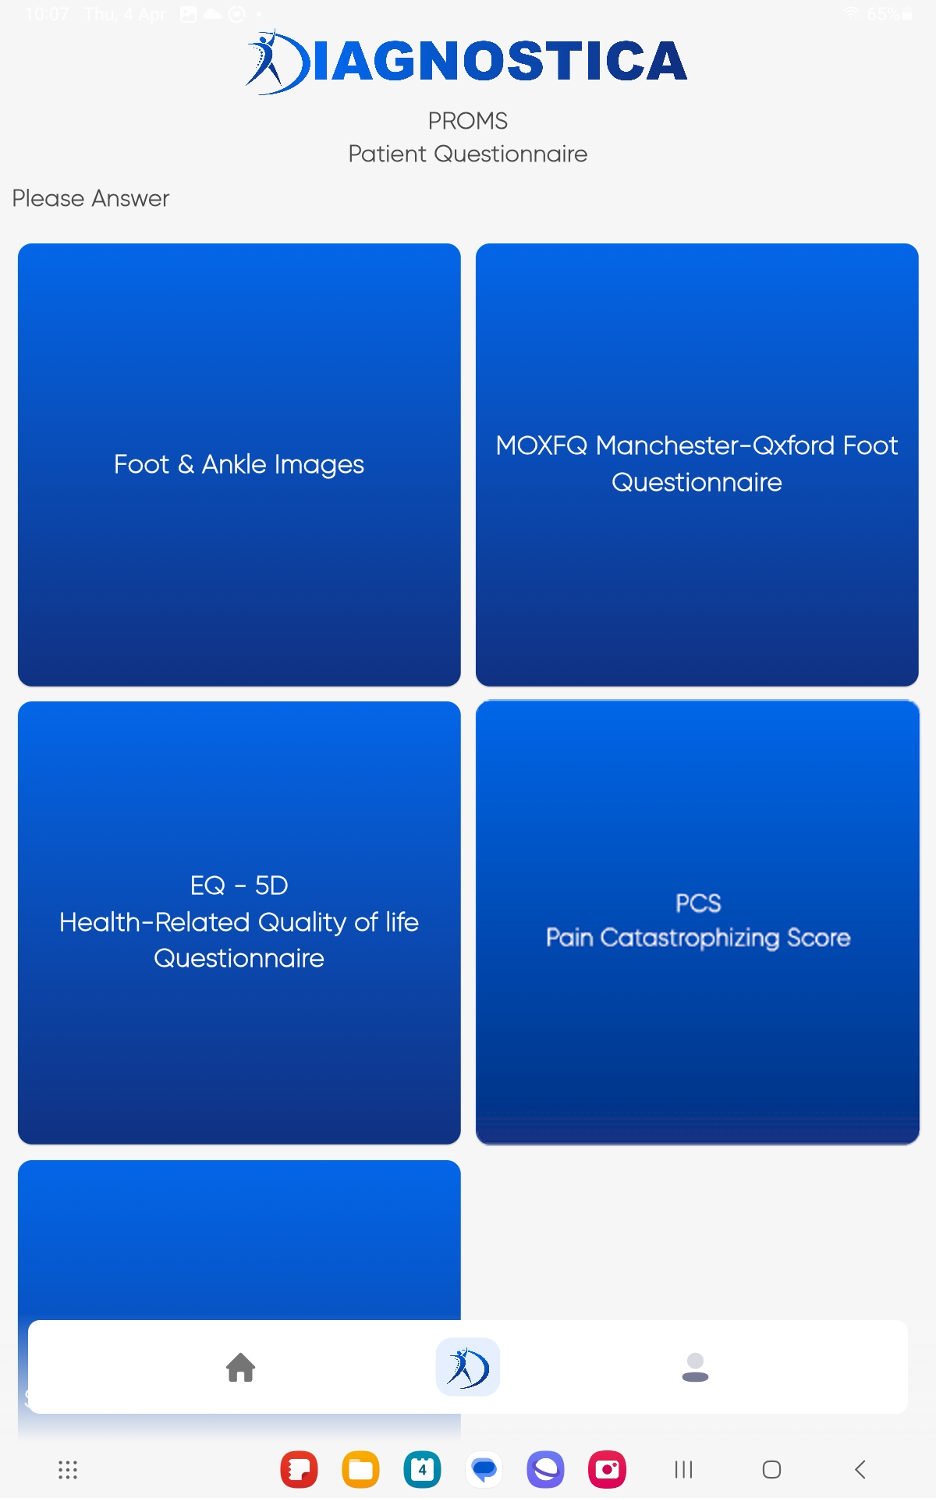 10:07 Thu, 4 Apr
65%
DIAGNOSTICA
PROMS
Patient Questionnaire
Please Answer
Foot & Ankle Images
MOXFQ Manchester-Qxford Foot
Questionnaire
EQ - 5D
Health-Related Quality of life
Questionnaire
PCS
Pain Catastrophizing Score
4